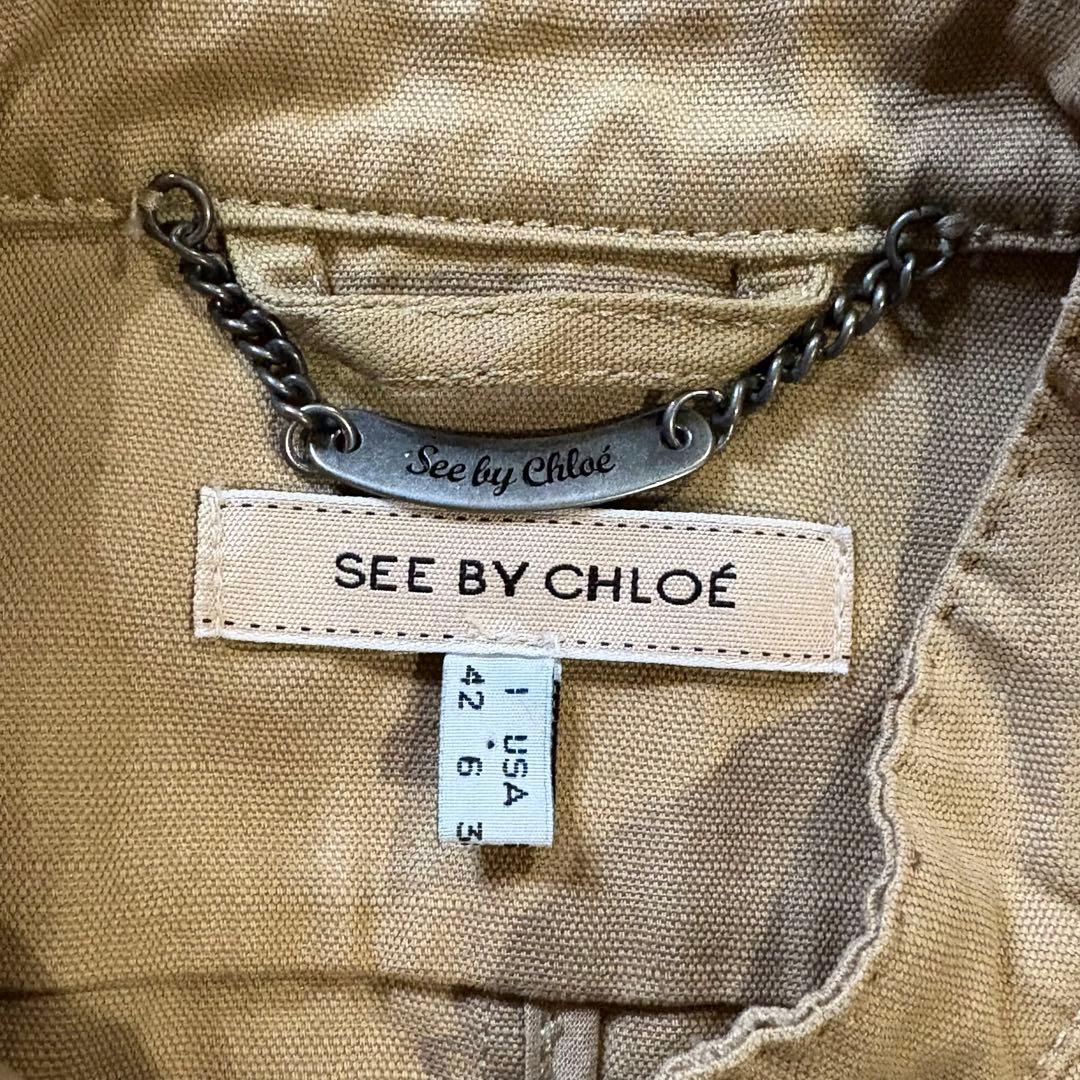 See by Chloé
SEE BY CHLOÉ
I USA
42 6